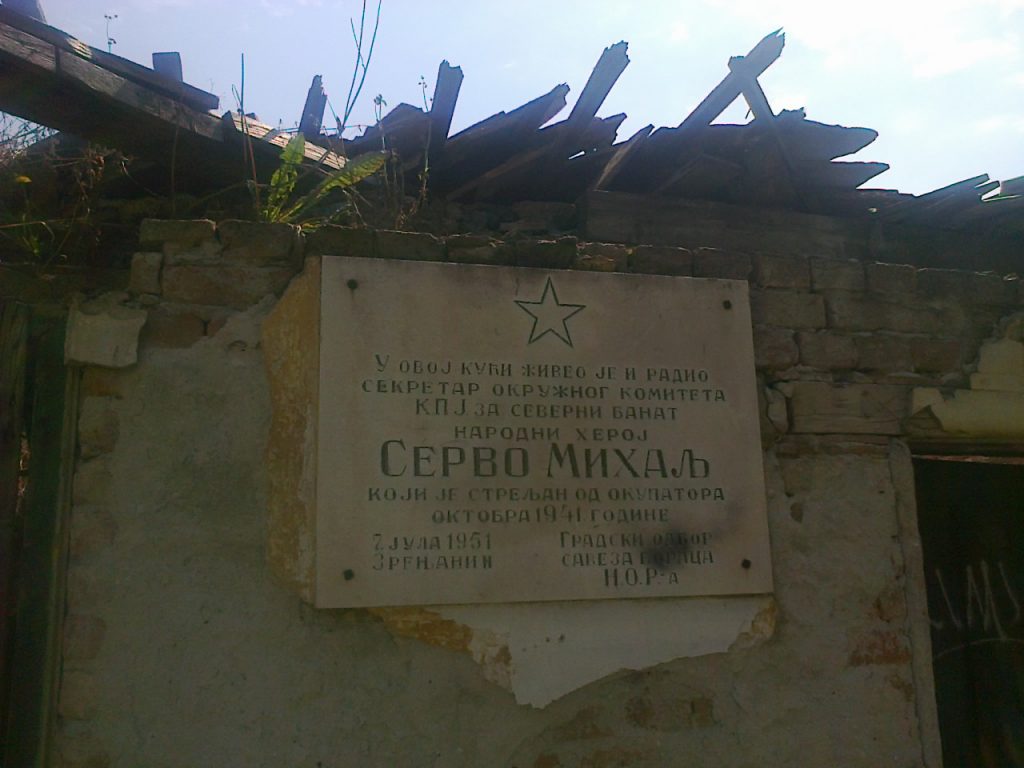 У ОВОЈ КУЋИ ЖИВЕО ЈЕ И РАДИО
СЕКРЕТАР ОКРУЖНОГ КОМИТЕТА
КПЈ ЗА СЕВЕРНИ БАНАТ
НАРОДНИ ХЕРОЈ
СЕРВО МИХАЉ
КОЈИ ЈЕ СТРЕЉАН ОД ОКУПАТОРА
ОКТОБРА 1941. ГОДИНЕ
7 ЈУЛА 1951 ГРАДСКИ ОДБОР
ЗРЕЊАНИН САВЕЗА БОРАЦА
Н.О.Р-а